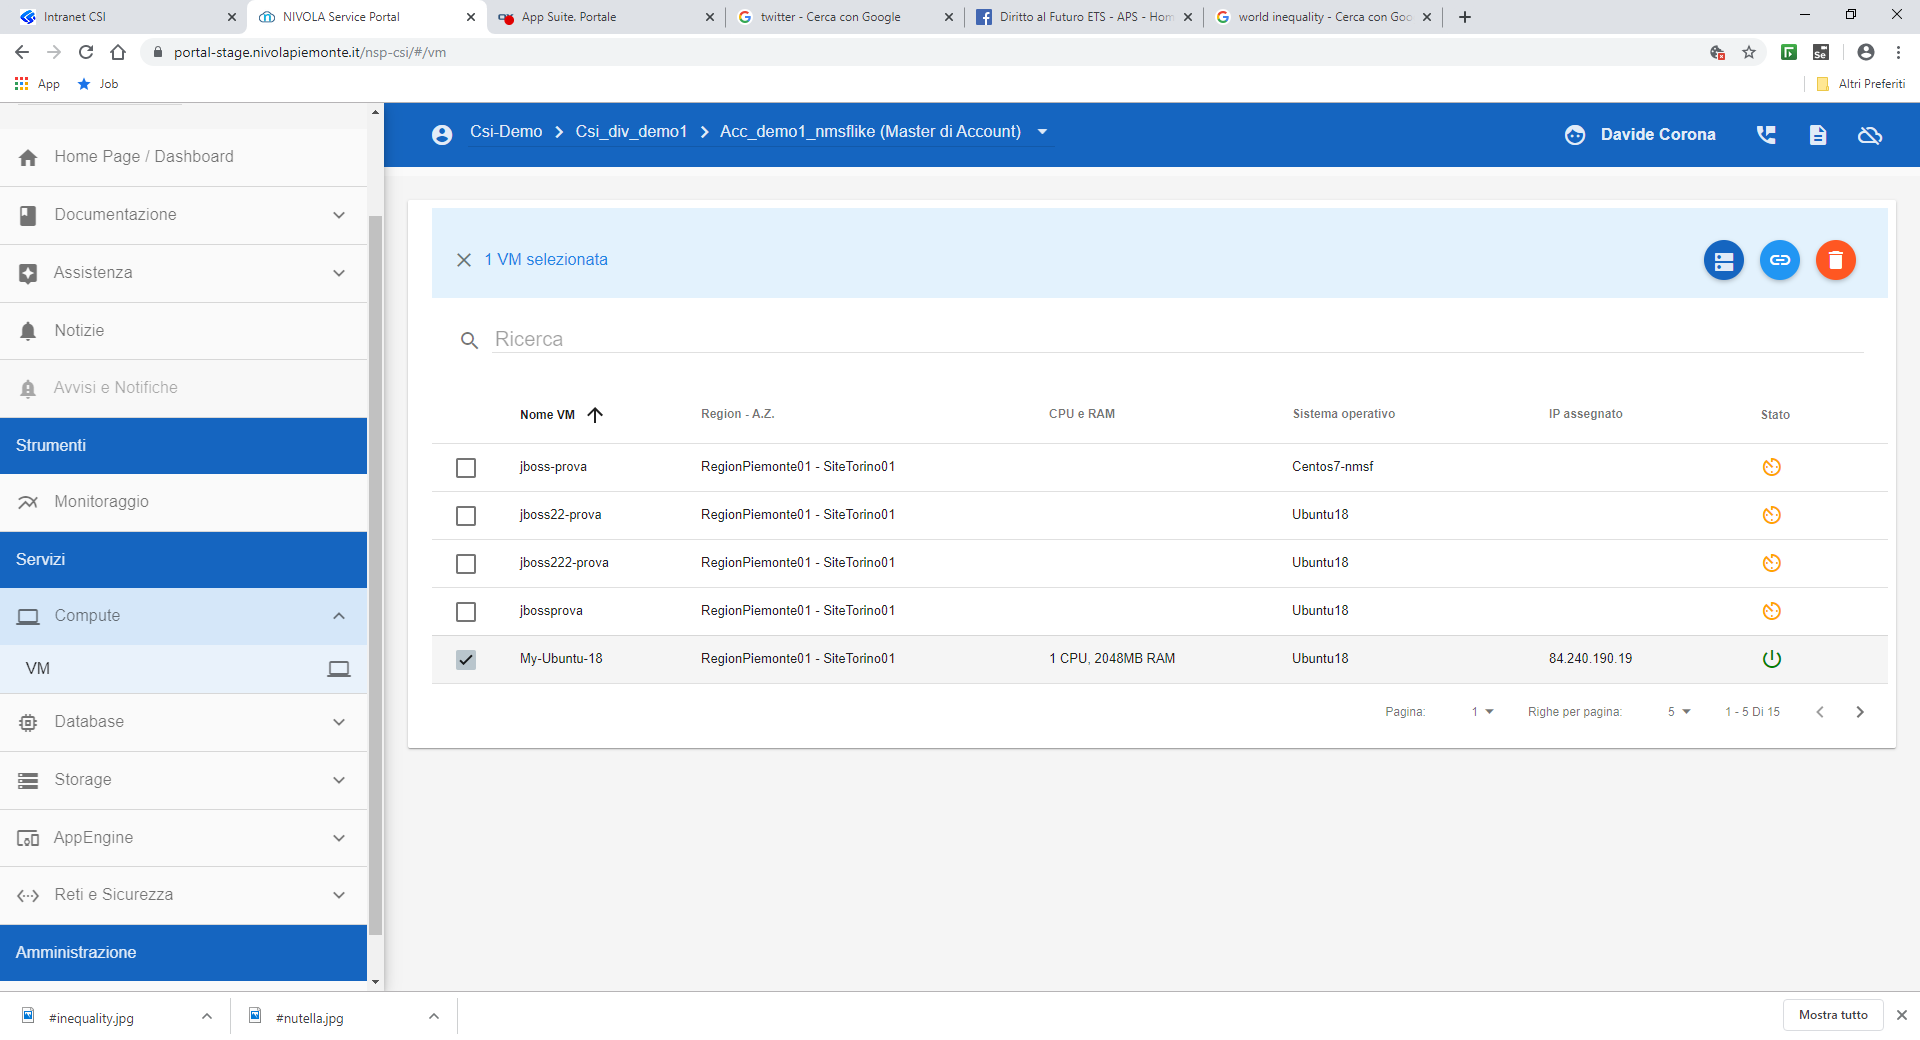 Intranet CSI
NIVOLA Service Portal
App Suite. Portale
twitter - Cerca con Google
Diritto al Futuro ETS - APS - Hom
world inequality - Cerca con Goo
portal-stage.nivolapiemonte.it/nsp-csi/#/vm
App
Job
Altri Preferiti
Csi-Demo
Csi_div_demo1
Acc_demo1_nmsflike (Master di Account)
Davide Corona
Home Page / Dashboard
Documentazione
Assistenza
Notizie
Avvisi e Notifiche
Strumenti
Monitoraggio
Servizi
Compute
VM
Database
Storage
AppEngine
Reti e Sicurezza
Amministrazione
1 VM selezionata
Ricerca
Nome VM Region - A.Z. CPU e RAM Sistema operativo IP assegnato Stato
jboss-prova RegionPiemonte01 - SiteTorino01 Centos7-nmsf
jboss22-prova RegionPiemonte01 - SiteTorino01 Ubuntu18
jboss222-prova RegionPiemonte01 - SiteTorino01 Ubuntu18
jbossprova RegionPiemonte01 - SiteTorino01 Ubuntu18
My-Ubuntu-18 RegionPiemonte01 - SiteTorino01 1 CPU, 2048MB RAM Ubuntu18 84.240.190.19
Pagina: 1 Righe per pagina: 5 1 - 5 Di 15
#inequality.jpg
#nutella.jpg
Mostra tutto